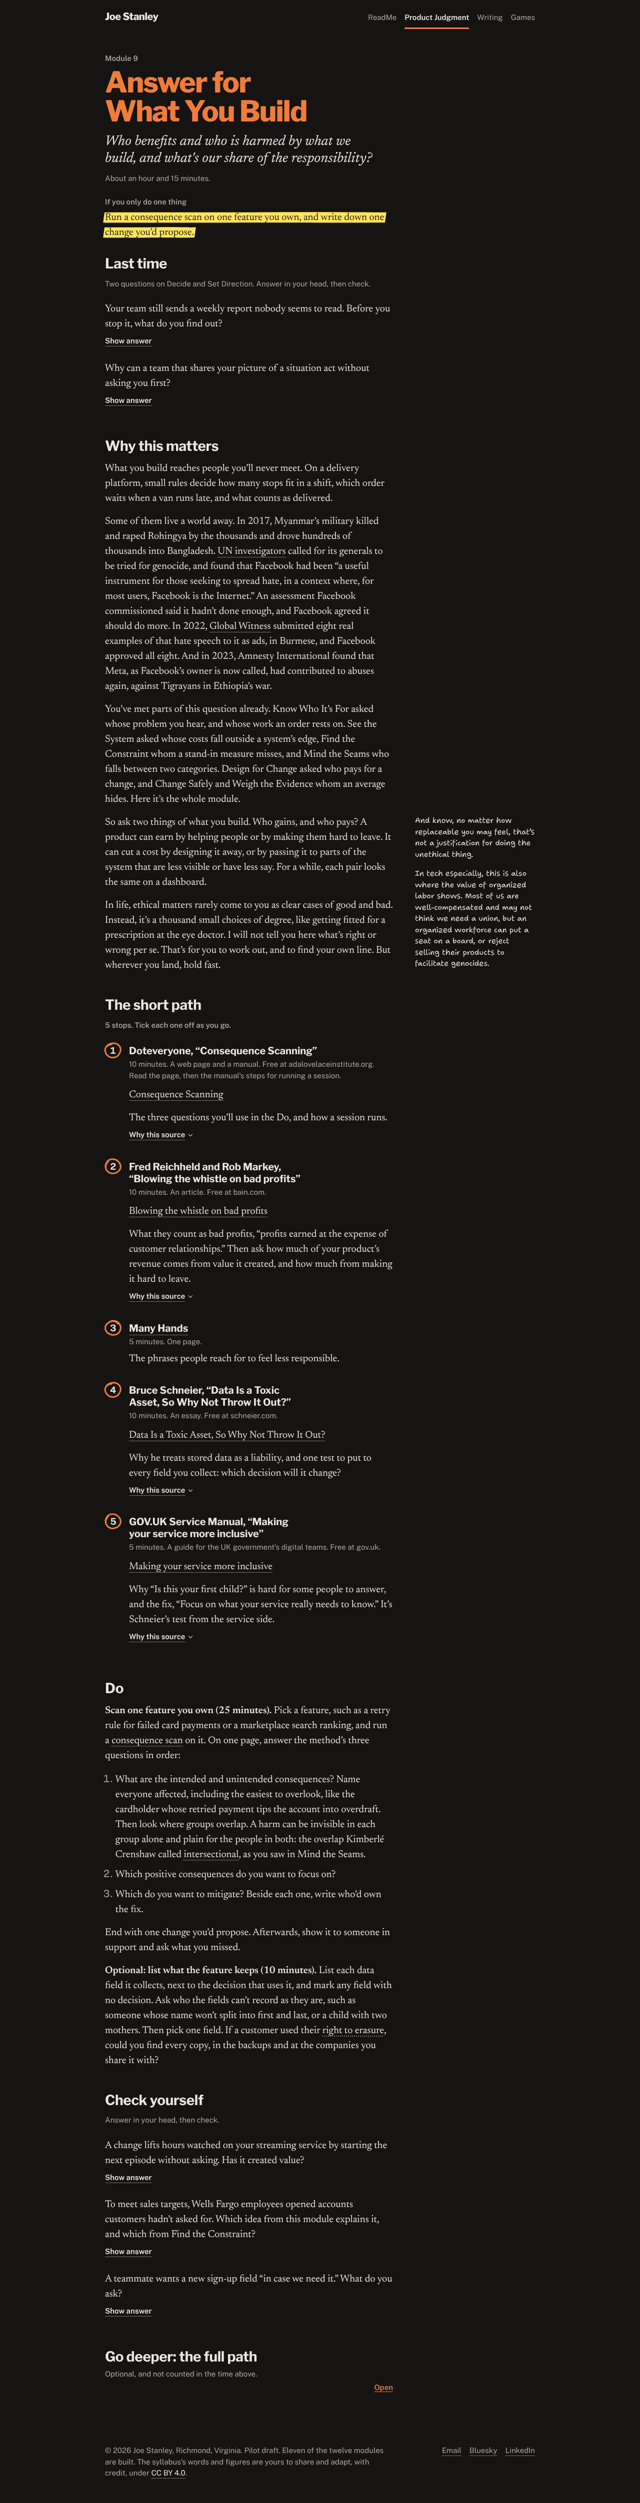 Joe Stanley
ReadMe Product Judgment Writing Games
Module 9
Answer for
What You Build
Who benefits and who is harmed by what we
build, and what's our share of the responsibility?
About an hour and 15 minutes.
If you only do one thing
Run a consequence scan on one feature you own, and write down one
change you'd propose.
Last time
Two questions on Decide and Set Direction. Answer in your head, then check.
Your team still sends a weekly report nobody seems to read. Before you
stop it, what do you find out?
Show answer
Why can a team that shares your picture of a situation act without
asking you first?
Show answer
Why this matters
What you build reaches people you'll never meet. On a delivery
platform, small rules decide how many stops fit in a shift, which order
waits when a van runs late, and what counts as delivered.
Some of them live a world away. In 2017, Myanmar's military killed
and raped Rohingya by the thousands and drove hundreds of
thousands into Bangladesh. UN investigators called for its generals to
be tried for genocide, and found that Facebook had been “a useful
instrument for those seeking to spread hate, in a context where, for
most users, Facebook is the Internet.” An assessment Facebook
commissioned said it hadn't done enough, and Facebook agreed it
should do more. In 2022, Global Witness submitted eight real
examples of that hate speech to it as ads, in Burmese, and Facebook
approved all eight. And in 2023, Amnesty International found that
Meta, as Facebook's owner is now called, had contributed to abuses
again, against Tigrayans in Ethiopia's war.
You've met parts of this question already. Know Who It's For asked
whose problem you hear, and whose work an order rests on. See the
System asked whose costs fall outside a system's edge, Find the
Constraint whom a stand-in measure misses, and Mind the Seams who
falls between two categories. Design for Change asked who pays for a
change, and Change Safely and Weigh the Evidence whom an average
hides. Here it's the whole module.
So ask two things of what you build. Who gains, and who pays? A
product can earn by helping people or by making them hard to leave. It
can cut a cost by designing it away, or by passing it to parts of the
system that are less visible or have less say. For a while, each pair looks
the same on a dashboard.
And know, no matter how
replaceable you may feel, that's
not a justification for doing the
unethical thing.
In tech especially, this is also
where the value of organized
labor shows. Most of us are
well-compensated and may not
think we need a union, but an
organized workforce can put a
seat on a board, or reject
selling their products to
facilitate genocides.
In life, ethical matters rarely come to you as clear cases of good and bad.
Instead, it's a thousand small choices of degree, like getting fitted for a
prescription at the eye doctor. I will not tell you here what's right or
wrong per se. That's for you to work out, and to find your own line. But
wherever you land, hold fast.
The short path
5 stops. Tick each one off as you go.
1
Doteveryone, “Consequence Scanning”
10 minutes. A web page and a manual. Free at adalovelaceinstitute.org.
Read the page, then the manual's steps for running a session.
Consequence Scanning
The three questions you'll use in the Do, and how a session runs.
Why this source
2
Fred Reichheld and Rob Markey,
“Blowing the whistle on bad profits”
10 minutes. An article. Free at bain.com.
Blowing the whistle on bad profits
What they count as bad profits, “profits earned at the expense of
customer relationships.” Then ask how much of your product's
revenue comes from value it created, and how much from making
it hard to leave.
Why this source
3
Many Hands
5 minutes. One page.
The phrases people reach for to feel less responsible.
4
Bruce Schneier, “Data Is a Toxic
Asset, So Why Not Throw It Out?”
10 minutes. An essay. Free at schneier.com.
Data Is a Toxic Asset, So Why Not Throw It Out?
Why he treats stored data as a liability, and one test to put to
every field you collect: which decision will it change?
Why this source
5
GOV.UK Service Manual, “Making
your service more inclusive”
5 minutes. A guide for the UK government's digital teams. Free at gov.uk.
Making your service more inclusive
Why “Is this your first child?” is hard for some people to answer,
and the fix, “Focus on what your service really needs to know.” It's
Schneier's test from the service side.
Why this source
Do
Scan one feature you own (25 minutes). Pick a feature, such as a retry
rule for failed card payments or a marketplace search ranking, and run
a consequence scan on it. On one page, answer the method's three
questions in order:
1. What are the intended and unintended consequences? Name
everyone affected, including the easiest to overlook, like the
cardholder whose retried payment tips the account into overdraft.
Then look where groups overlap. A harm can be invisible in each
group alone and plain for the people in both: the overlap Kimberlé
Crenshaw called intersectional, as you saw in Mind the Seams.
2. Which positive consequences do you want to focus on?
3. Which do you want to mitigate? Beside each one, write who'd own
the fix.
End with one change you'd propose. Afterwards, show it to someone in
support and ask what you missed.
Optional: list what the feature keeps (10 minutes). List each data
field it collects, next to the decision that uses it, and mark any field with
no decision. Ask who the fields can't record as they are, such as
someone whose name won't split into first and last, or a child with two
mothers. Then pick one field. If a customer used their right to erasure,
could you find every copy, in the backups and at the companies you
share it with?
Check yourself
Answer in your head, then check.
A change lifts hours watched on your streaming service by starting the
next episode without asking. Has it created value?
Show answer
To meet sales targets, Wells Fargo employees opened accounts
customers hadn't asked for. Which idea from this module explains it,
and which from Find the Constraint?
Show answer
A teammate wants a new sign-up field “in case we need it.” What do you
ask?
Show answer
Go deeper: the full path
Optional, and not counted in the time above.
Open
© 2026 Joe Stanley, Richmond, Virginia. Pilot draft. Eleven of the twelve modules
are built. The syllabus's words and figures are yours to share and adapt, with
credit, under CC BY 4.0.
Email Bluesky LinkedIn